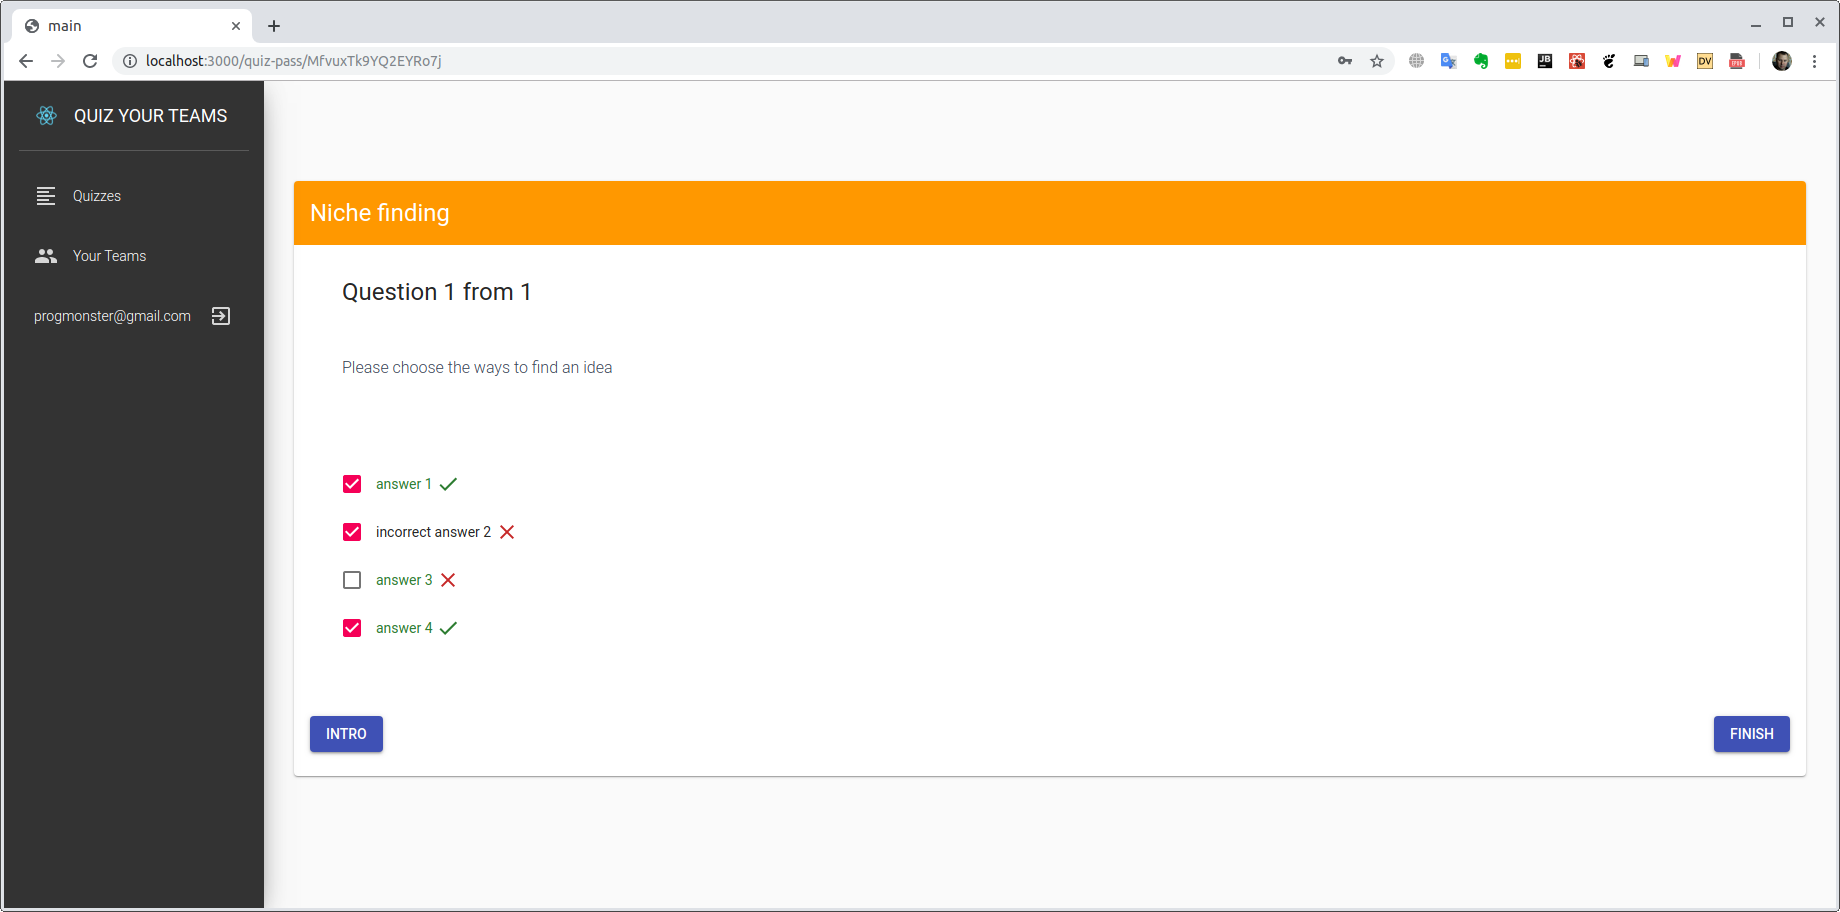 main
localhost:3000/quiz-pass/MfvuxTk9YQ2EYRo7j
JB
DV
QUIZ YOUR TEAMS
Quizzes
Your Teams
progmonster@gmail.com
Niche finding
Question 1 from 1
Please choose the ways to find an idea
answer 1
incorrect answer 2
answer 3
answer 4
INTRO
FINISH